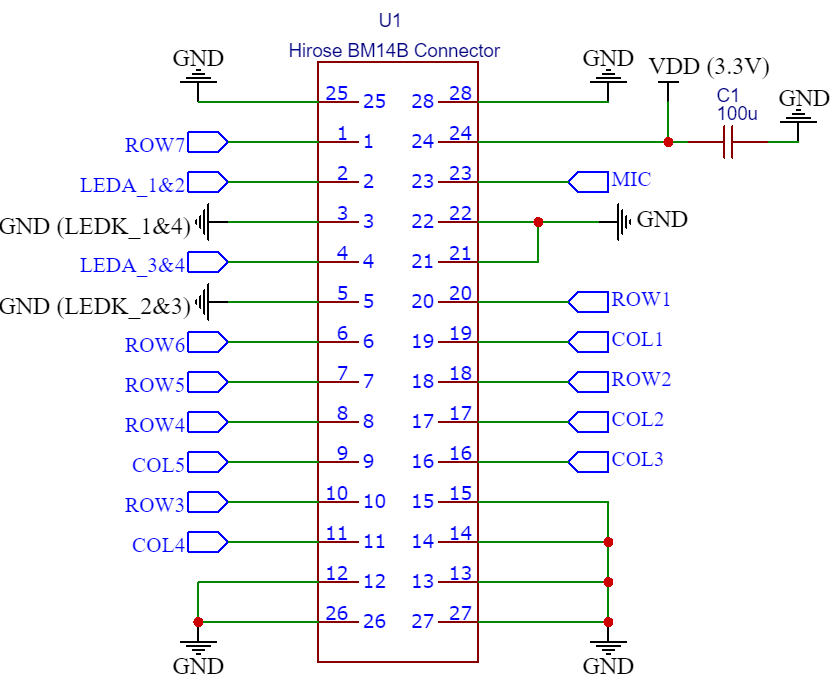 U1
Hirose BM14B Connector
GND
GND
VDD (3.3V)
C1
100u
GND
25 25 28 28
ROW7 1 1 24 24
LEDA_1&2 2 2 23 23 MIC
GND (LEDK_1&4) 3 3 22 22 GND
LEDA_3&4 4 4 21 21
GND (LEDK_2&3) 5 5 20 20 ROW1
ROW6 6 6 19 19 COL1
ROW5 7 7 18 18 ROW2
ROW4 8 8 17 17 COL2
COL5 9 9 16 16 COL3
ROW3 10 10 15 15
COL4 11 11 14 14
12 12 13 13
26 26 27 27
GND
GND